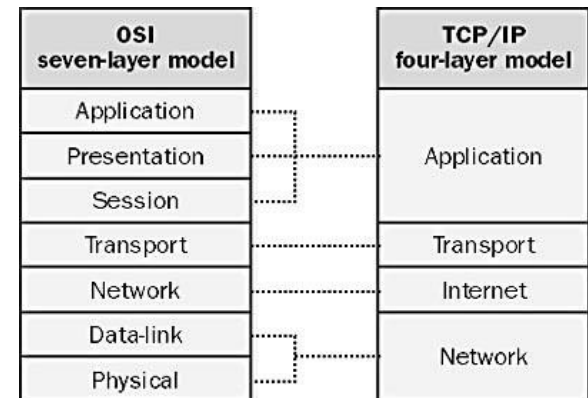 OSI
seven-layer model
Application
Presentation
Session
Transport
Network
Data-link
Physical
TCP/IP
four-layer model
Application
Transport
Internet
Network